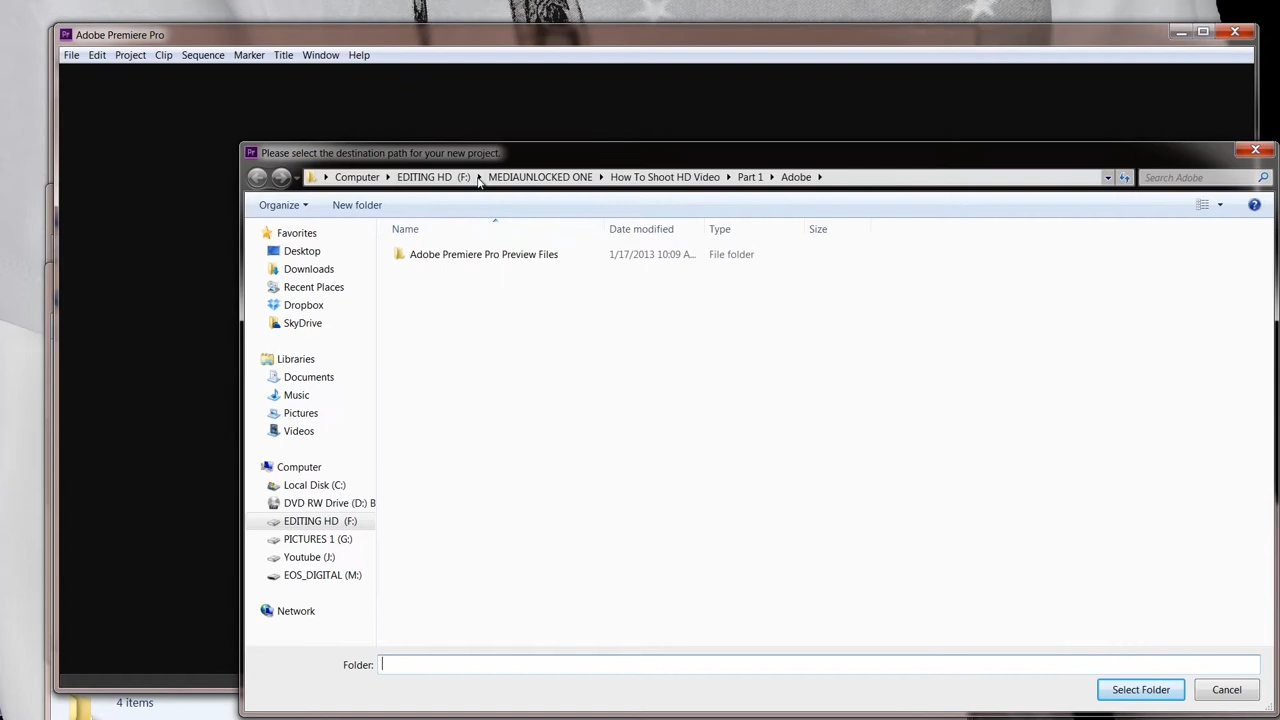 Adobe Premiere Pro
File Edit Project Clip Sequence Marker Title Window Help
Please select the destination path for your new project.
Computer EDITING HD (F:) MEDIAUNLOCKED ONE How To Shoot HD Video Part 1 Adobe
Search Adobe
Organize New folder
Name Date modified Type Size
Adobe Premiere Pro Preview Files 1/17/2013 10:09 A... File folder
Favorites
Desktop
Downloads
Recent Places
Dropbox
SkyDrive
Libraries
Documents
Music
Pictures
Videos
Computer
Local Disk (C:)
DVD RW Drive (D:) B
EDITING HD (F:)
PICTURES 1 (G:)
Youtube (J:)
EOS_DIGITAL (M:)
Network
Folder:
Select Folder Cancel
4 items